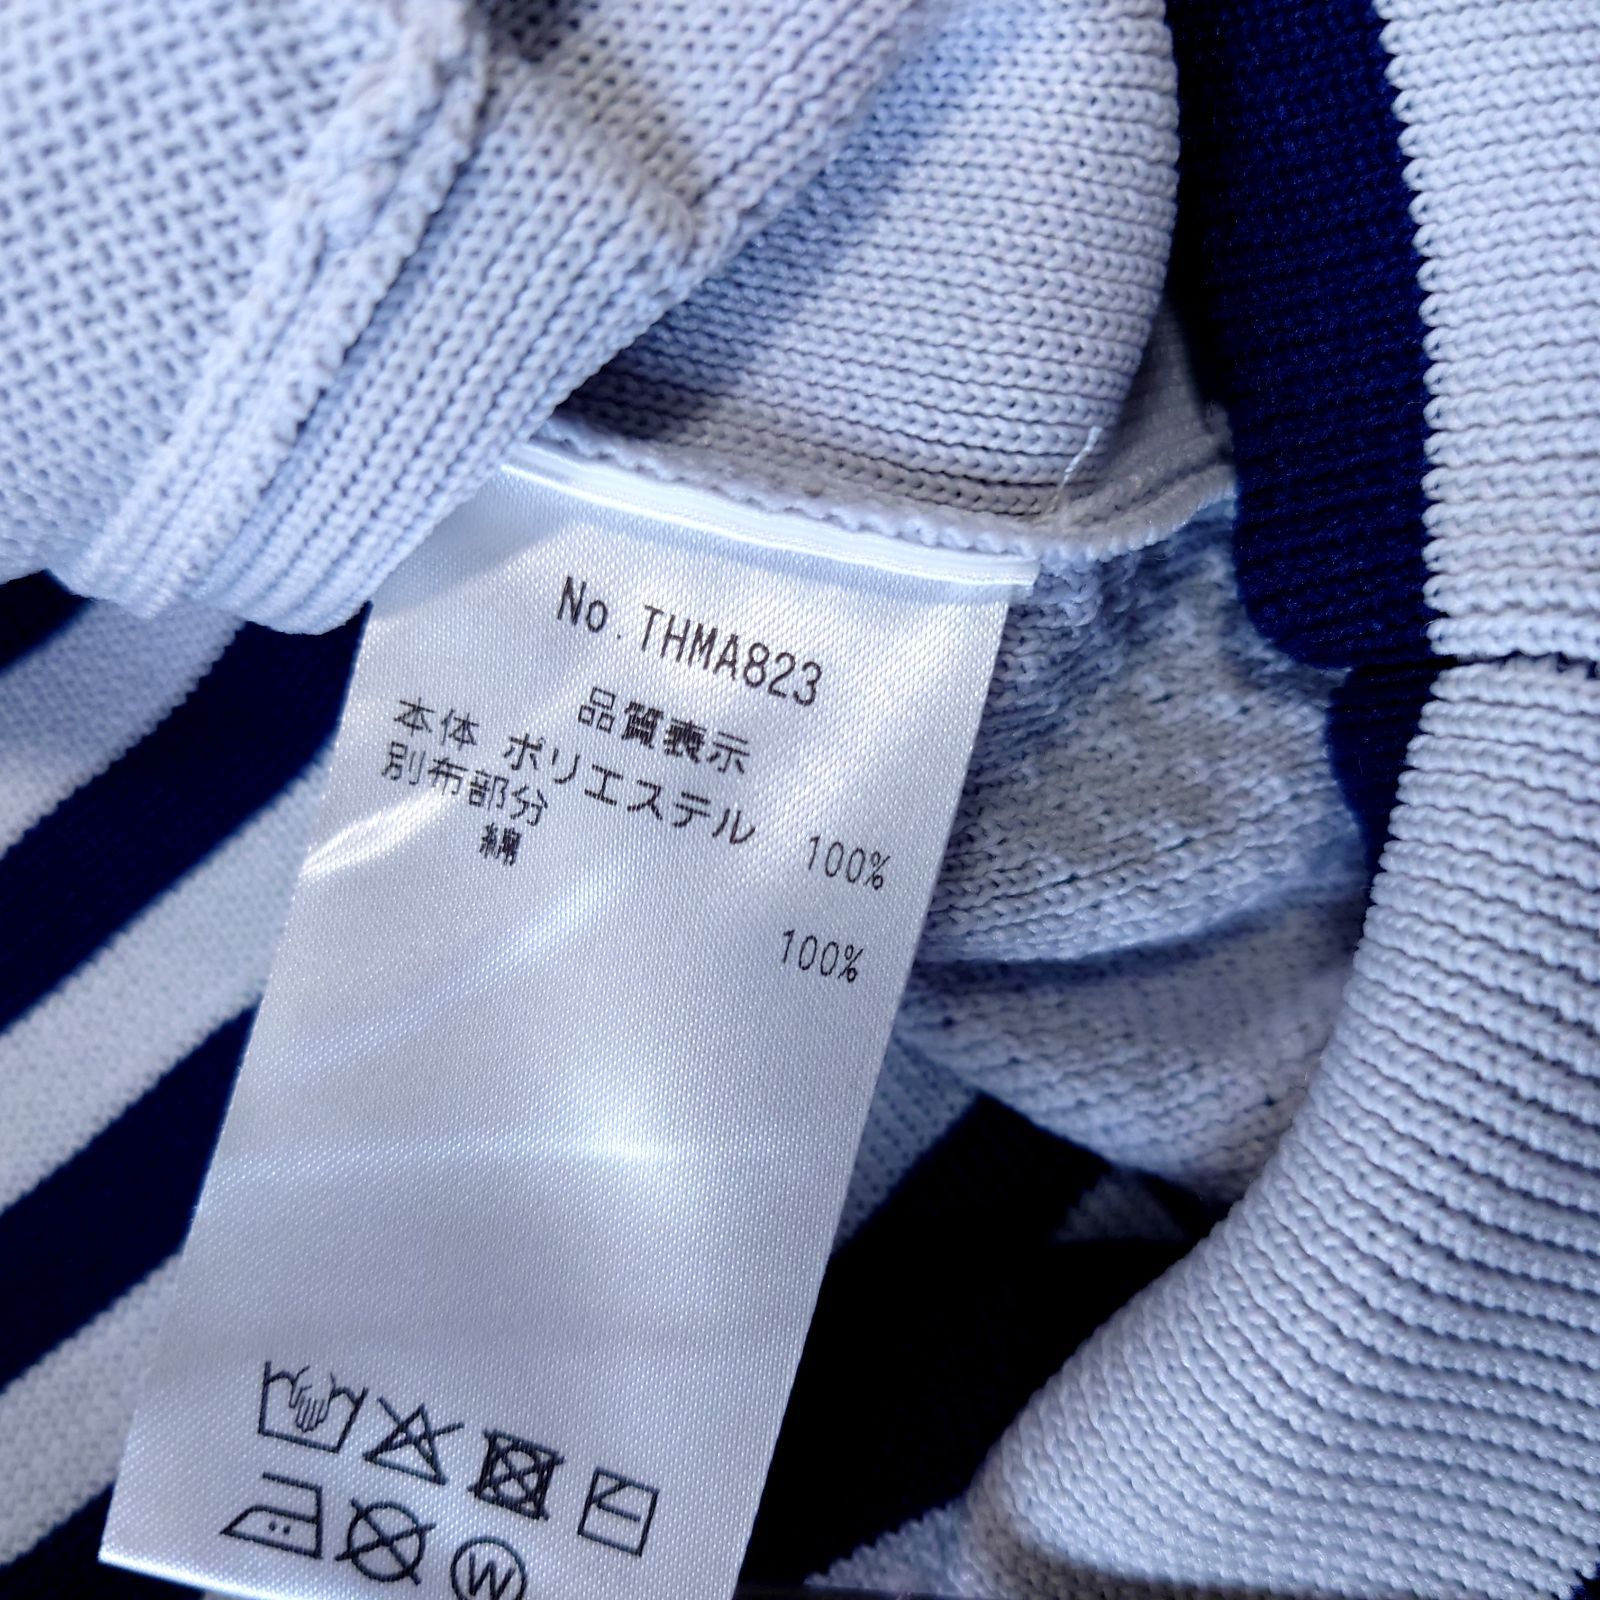 No.THMA823
品質表示
本体 ポリエステル 100%
別布部分
綿 100%
W